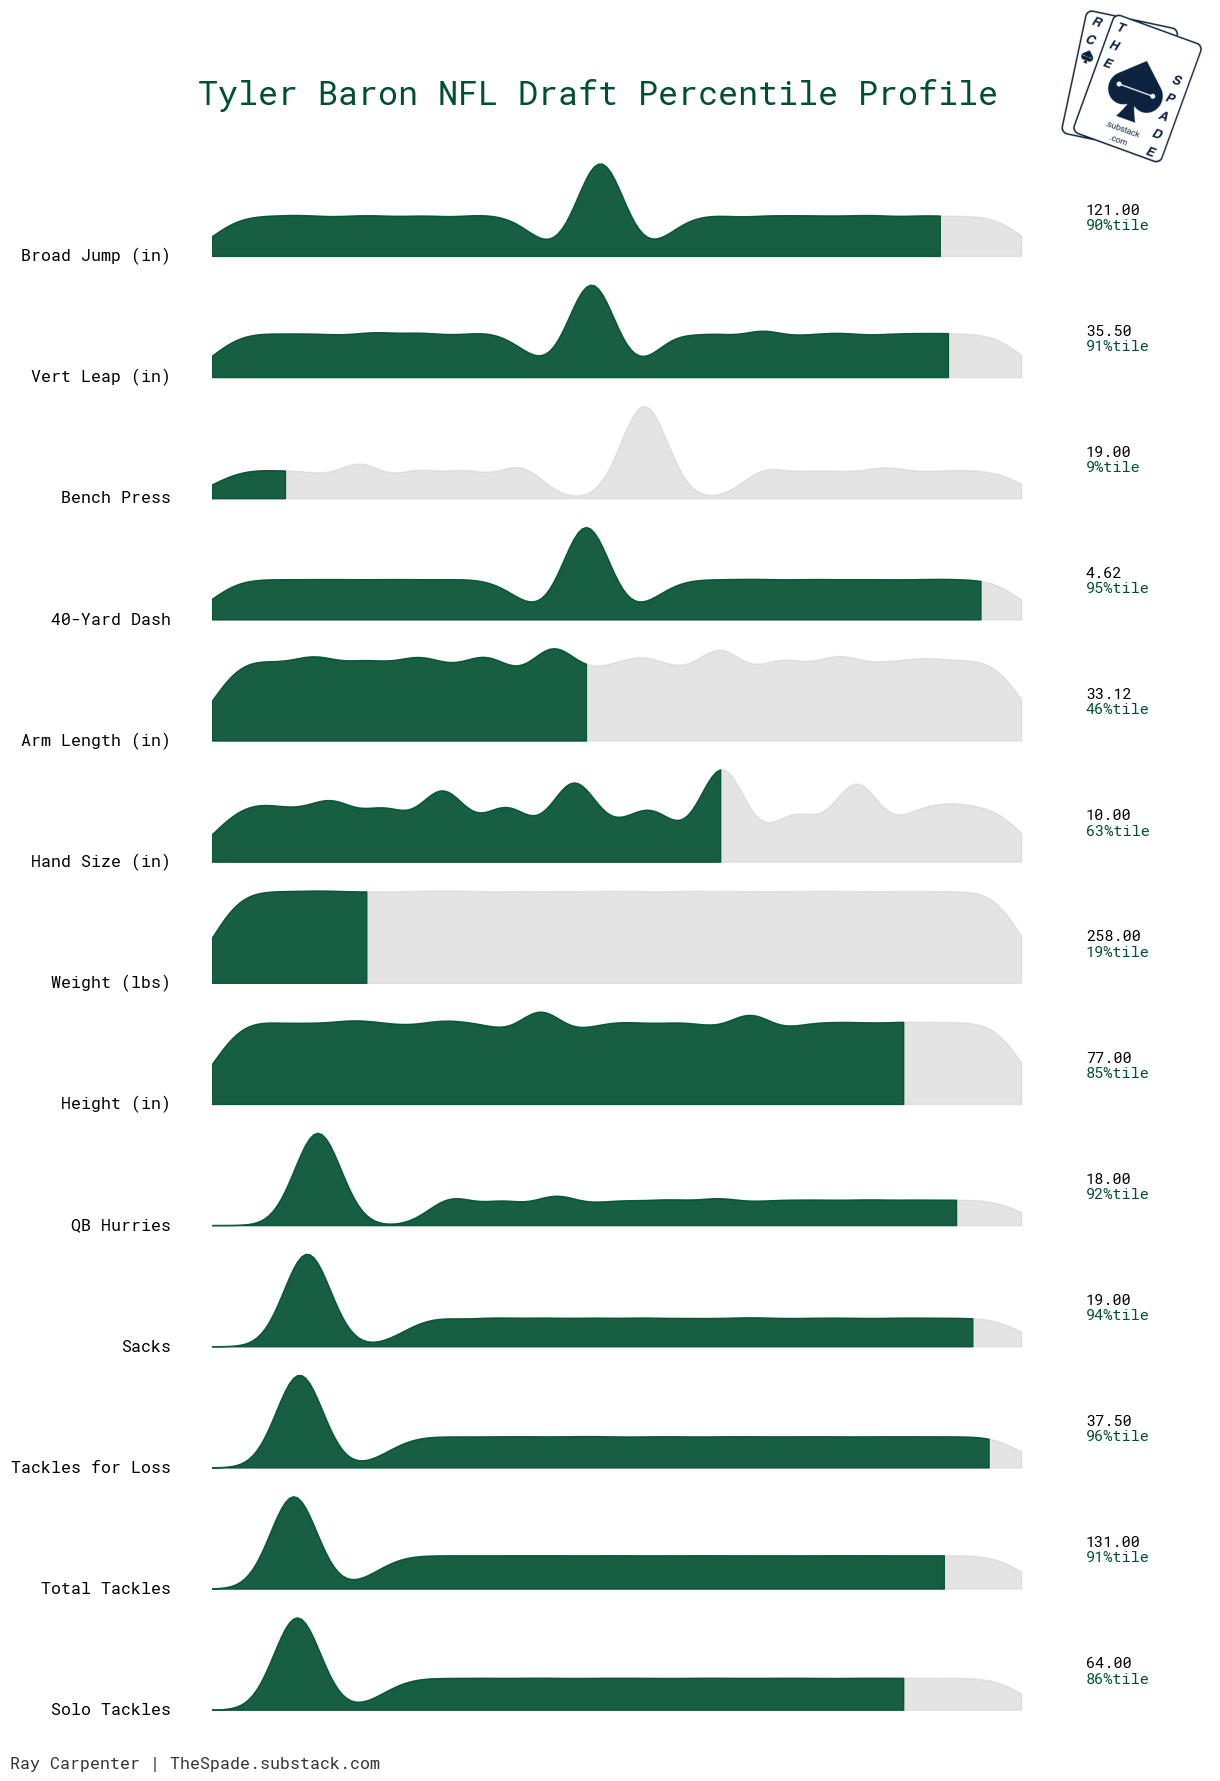 R
C
THE
SPADE
.substack
.com
Tyler Baron NFL Draft Percentile Profile
Broad Jump (in)
121.00
90%tile
Vert Leap (in)
35.50
91%tile
Bench Press
19.00
9%tile
40-Yard Dash
4.62
95%tile
Arm Length (in)
33.12
46%tile
Hand Size (in)
10.00
63%tile
Weight (lbs)
258.00
19%tile
Height (in)
77.00
85%tile
QB Hurries
18.00
92%tile
Sacks
19.00
94%tile
Tackles for Loss
37.50
96%tile
Total Tackles
131.00
91%tile
Solo Tackles
64.00
86%tile
Ray Carpenter | TheSpade.substack.com